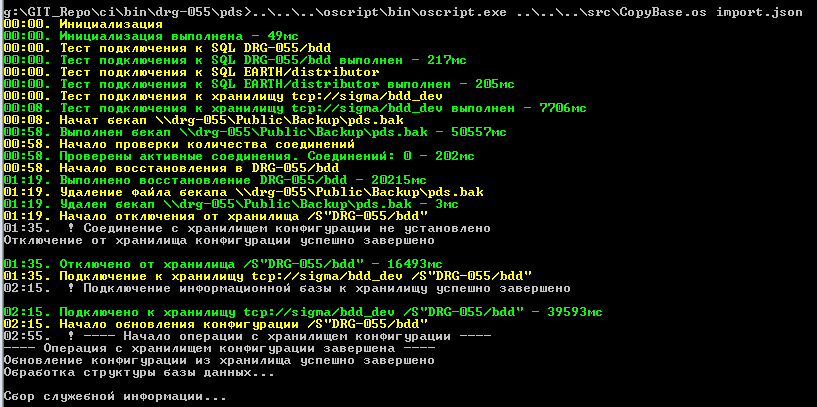 g:\GIT_Repo\ci\bin\drg-055\pds>..\..\..\oscript\bin\oscript.exe ..\..\..\src\CopyBase.os import.json
00:00. Инициализация
00:00. Инициализация выполнена - 49мс
00:00. Тест подключения к SQL DRG-055/bdd
00:00. Тест подключения к SQL DRG-055/bdd выполнен - 217мс
00:00. Тест подключения к SQL EARTH/distributor
00:00. Тест подключения к SQL EARTH/distributor выполнен - 205мс
00:00. Тест подключения к хранилищу tcp://sigma/bdd_dev
00:08. Тест подключения к хранилищу tcp://sigma/bdd_dev выполнен - 7706мс
00:08. Начат бекап \\drg-055\Public\Backup\pds.bak
00:58. Выполнен бекап \\drg-055\Public\Backup\pds.bak - 50557мс
00:58. Начало проверки количества соединений
00:58. Проверены активные соединения. Соединений: 0 - 202мс
00:58. Начало восстановления в DRG-055/bdd
01:19. Выполнено восстановление DRG-055/bdd - 20215мс
01:19. Удаление файла бекапа \\drg-055\Public\Backup\pds.bak
01:19. Удален бекап \\drg-055\Public\Backup\pds.bak - 3мс
01:19. Начало отключения от хранилища /S"DRG-055/bdd"
01:35.  ! Соединение с хранилищем конфигурации не установлено
Отключение от хранилища конфигурации успешно завершено
01:35. Отключено от хранилища /S"DRG-055/bdd" - 16493мс
01:35. Подключение к хранилищу tcp://sigma/bdd_dev /S"DRG-055/bdd"
02:15.  ! Подключение информационной базы к хранилищу успешно завершено
02:15. Подключено к хранилищу tcp://sigma/bdd_dev /S"DRG-055/bdd" - 39593мс
02:15. Начало обновления конфигурации /S"DRG-055/bdd"
02:55.  ! ---- Начало операции с хранилищем конфигурации ----
---- Операция с хранилищем конфигурации завершена ----
Обновление конфигурации из хранилища успешно завершено
Обработка структуры базы данных...
Сбор служебной информации...